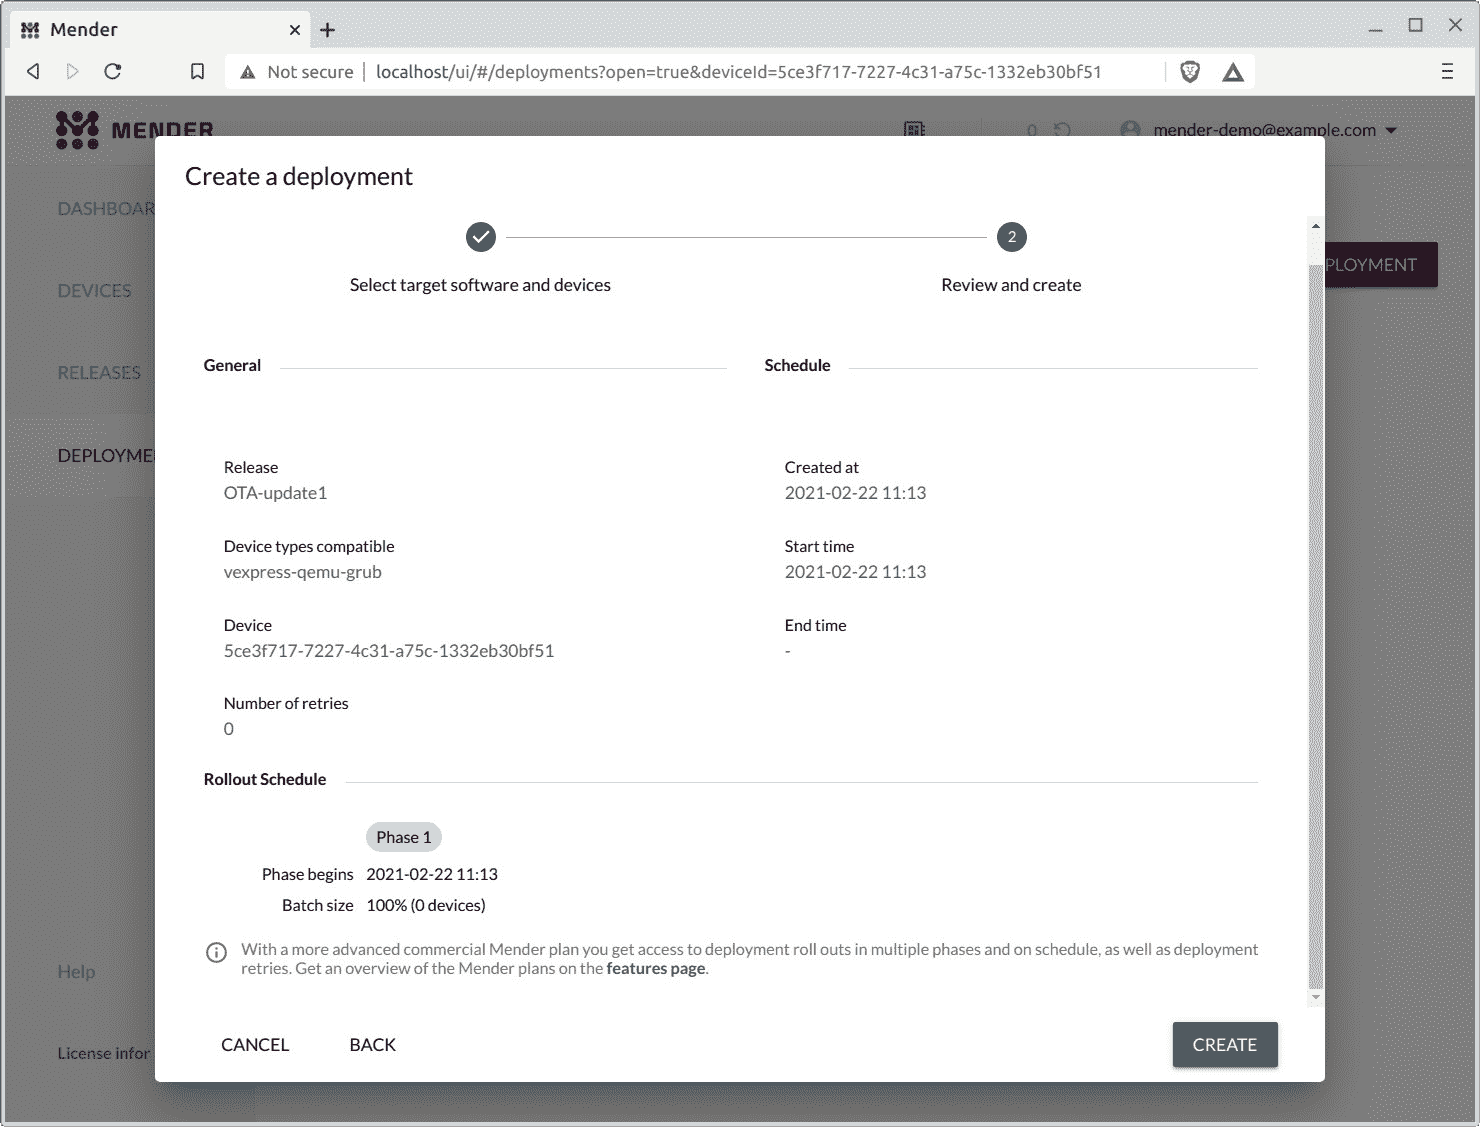 Mender
Not secure
localhost/ui/#/deployments?open=true&deviceId=5ce3f717-7227-4c31-a75c-1332eb30bf51
MENDER
0
mender-demo@example.com
Create a deployment
DASHBOAR
2
PLOYMENT
Select target software and devices
Review and create
DEVICES
General
Schedule
RELEASES
DEPLOYME
Release
OTA-update1
Created at
2021-02-22 11:13
Device types compatible
vexpress-qemu-grub
Start time
2021-02-22 11:13
Device
5ce3f717-7227-4c31-a75c-1332eb30bf51
End time
-
Number of retries
0
Rollout Schedule
Phase 1
Phase begins 2021-02-22 11:13
Batch size 100% (0 devices)
With a more advanced commercial Mender plan you get access to deployment roll outs in multiple phases and on schedule, as well as deployment
retries. Get an overview of the Mender plans on the features page.
Help
CANCEL
BACK
CREATE
License infor